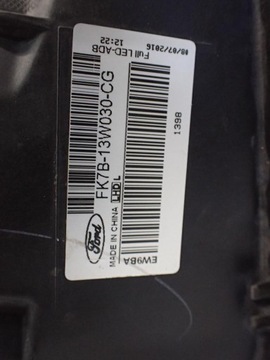 Ford
FK7B-13W030-CG
MADE IN CHINA LHD L
Full LED-ADB
12:22
08/07/2016
1398
EW9BA